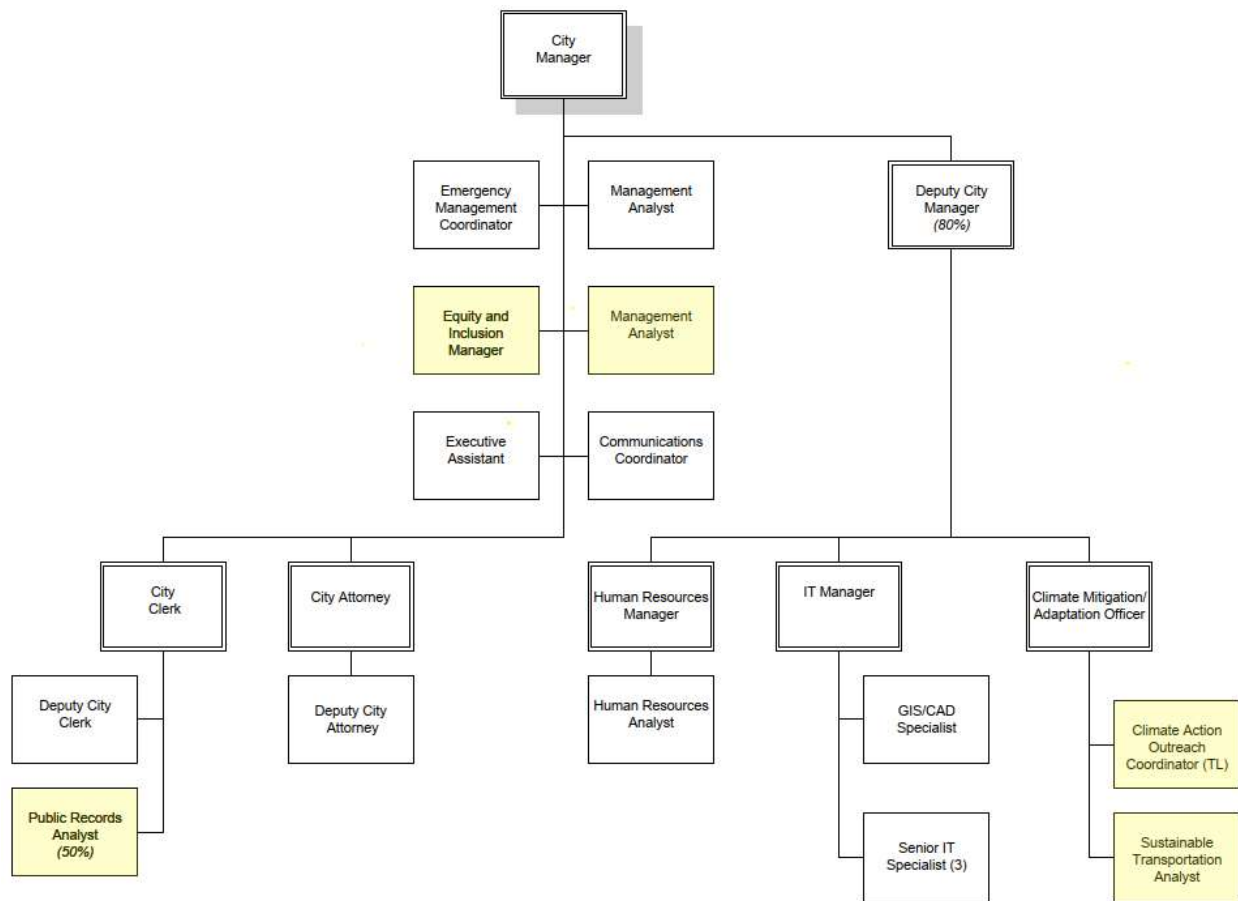 City
Manager
Emergency
Management
Coordinator
Management
Analyst
Deputy City
Manager
(80%)
Equity and
Inclusion
Manager
Management
Analyst
Executive
Assistant
Communications
Coordinator
City
Clerk
City Attorney
Human Resources
Manager
IT Manager
Climate Mitigation/
Adaptation Officer
Deputy City
Clerk
Deputy City
Attorney
Human Resources
Analyst
GIS/CAD
Specialist
Climate Action
Outreach
Coordinator (TL)
Public Records
Analyst
(50%)
Senior IT
Specialist (3)
Sustainable
Transportation
Analyst